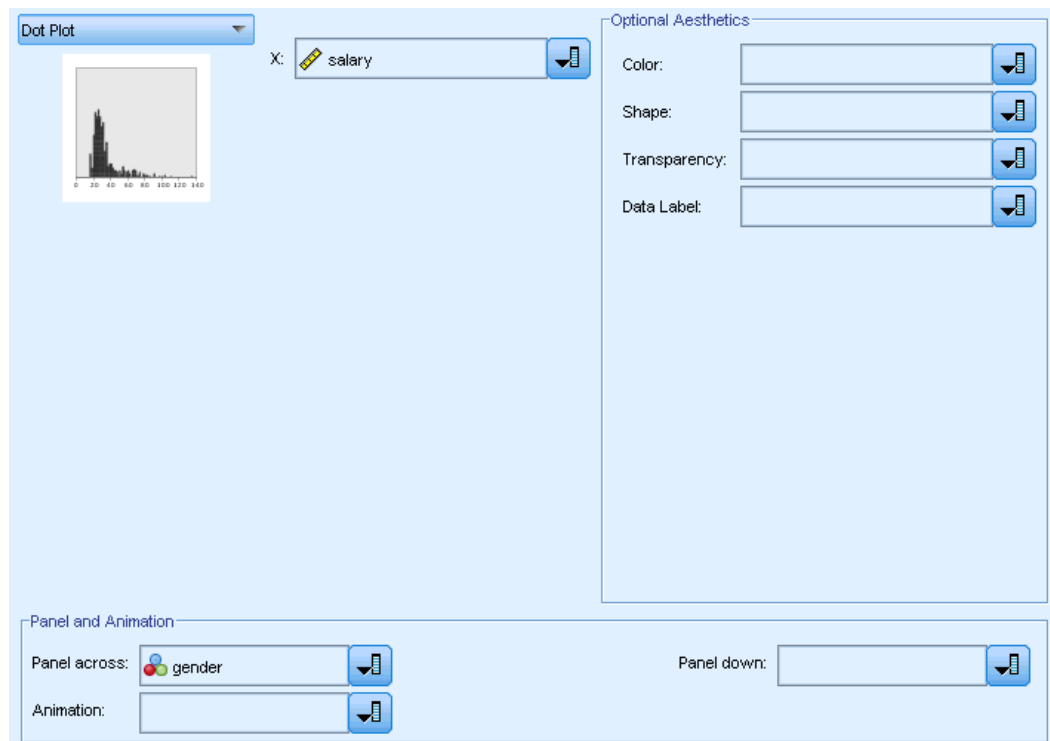 Dot Plot
X: salary
0 20 40 60 80 100 120 140
Optional Aesthetics
Color:
Shape:
Transparency:
Data Label:
Panel and Animation
Panel across: gender
Panel down:
Animation: